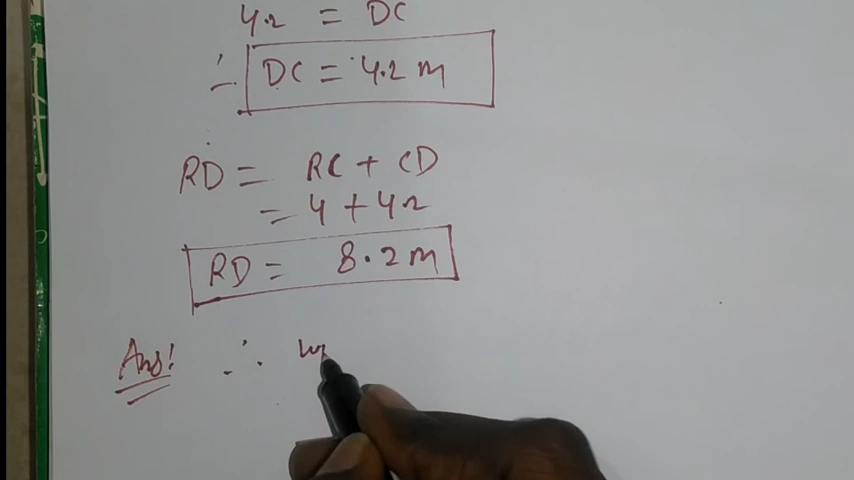 4.2 = DC
∴ DC = 4.2 m
RD = RC + CD
= 4 + 4.2
RD = 8.2 m
Ans! ∴